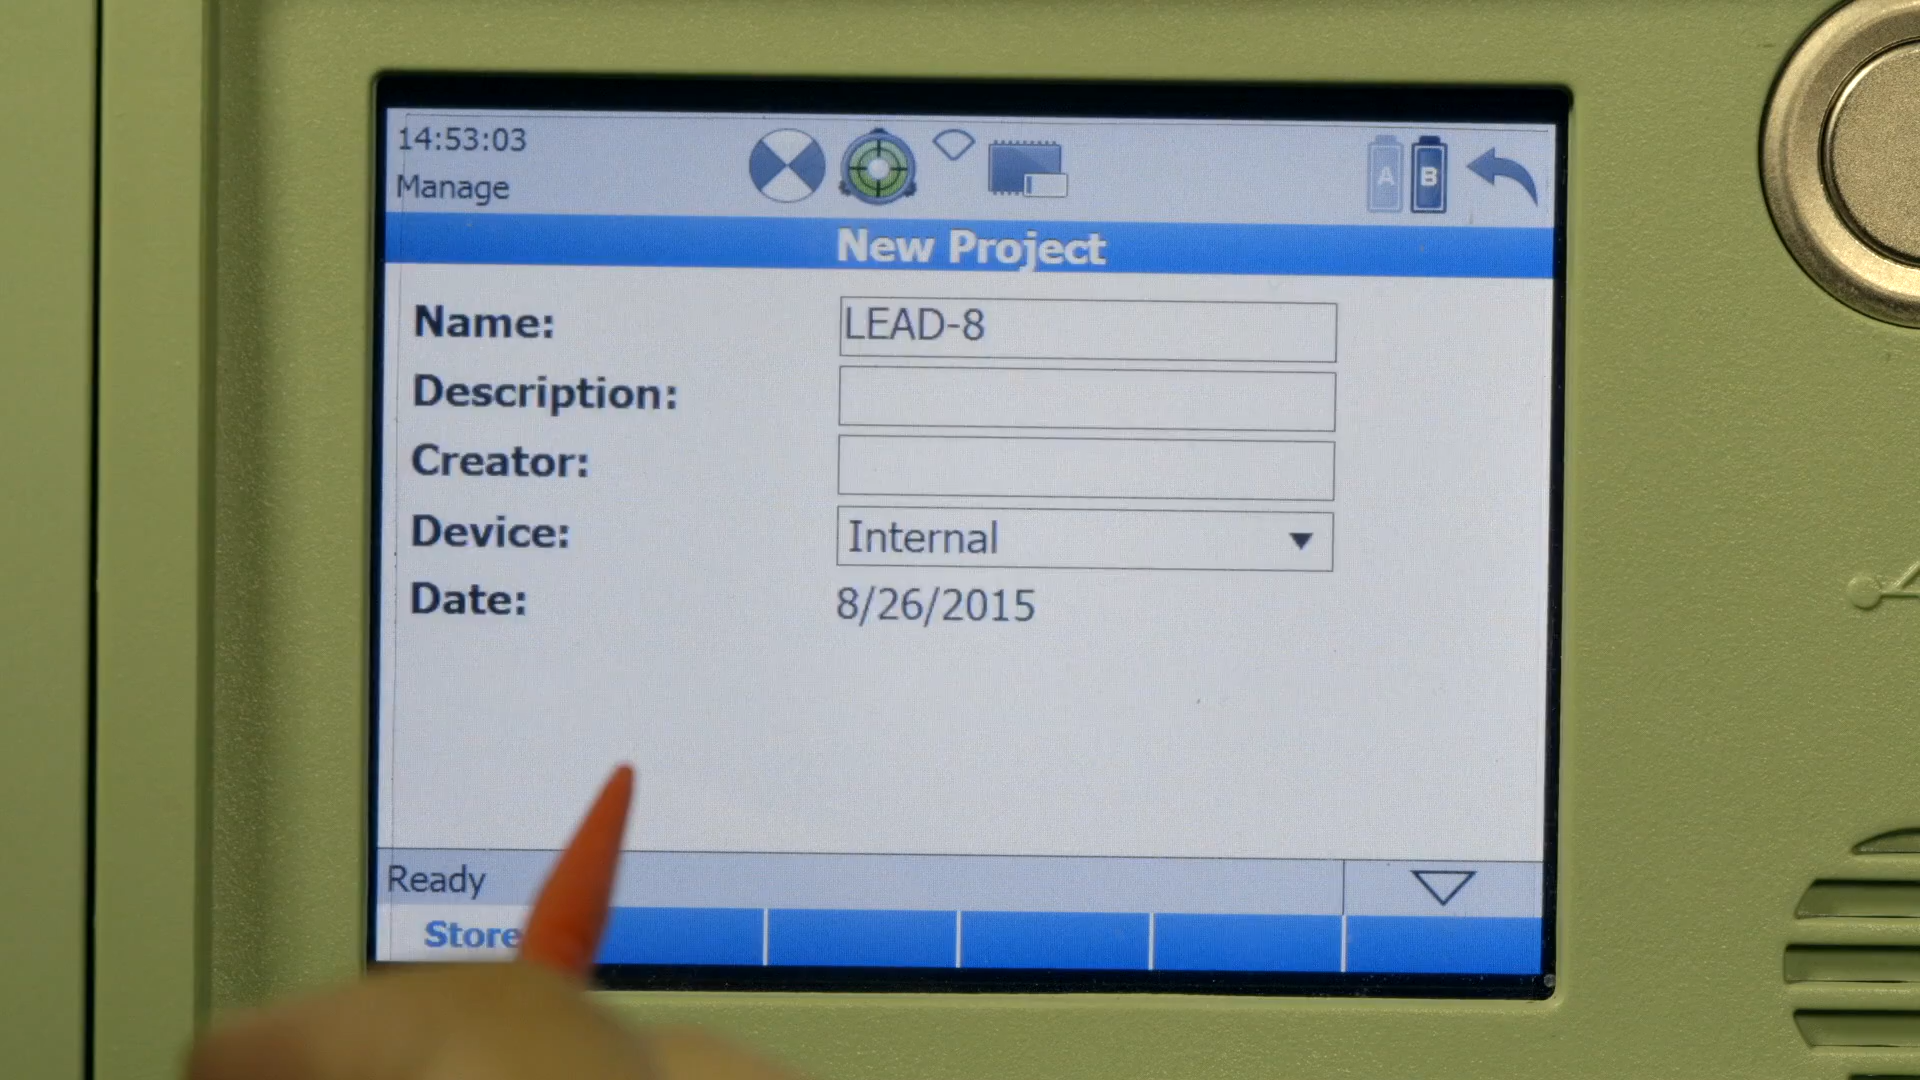 14:53:03
Manage
A B
New Project
Name: LEAD-8
Description:
Creator:
Device: Internal
Date: 8/26/2015
Ready
Store